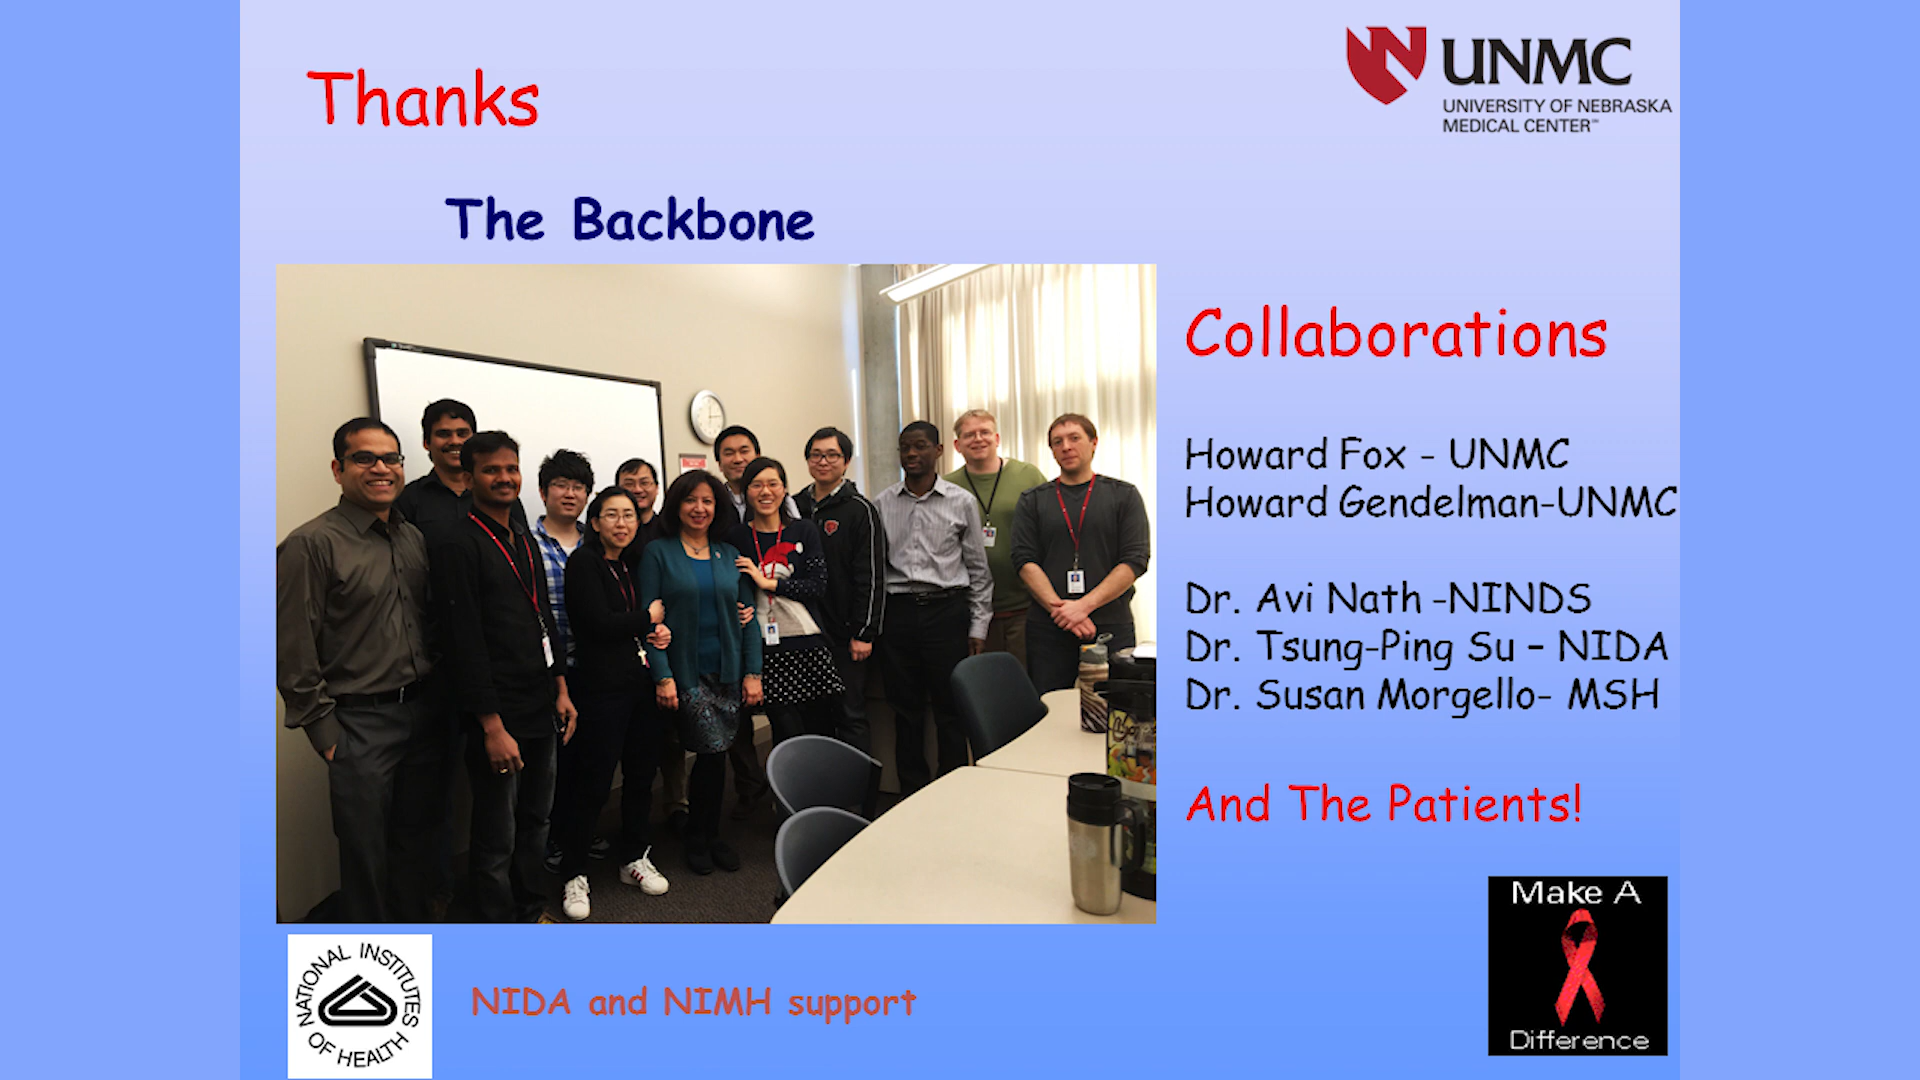 Thanks
UNMC
UNIVERSITY OF NEBRASKA
MEDICAL CENTER™
The Backbone
Collaborations
Howard Fox - UNMC
Howard Gendelman-UNMC
Dr. Avi Nath -NINDS
Dr. Tsung-Ping Su – NIDA
Dr. Susan Morgello- MSH
And The Patients!
Make A
Difference
NATIONAL INSTITUTES
OF HEALTH
NIDA and NIMH support